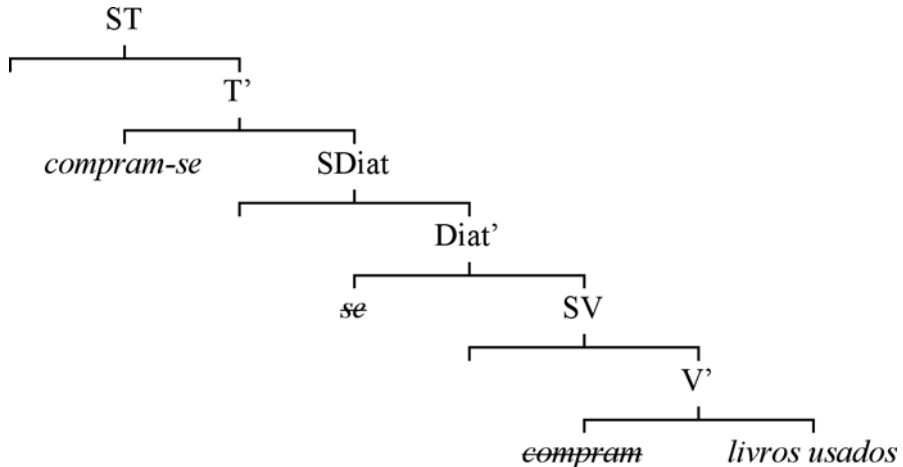 ST
T’
compram-se SDiat
Diat’
se SV
V’
compram livros usados